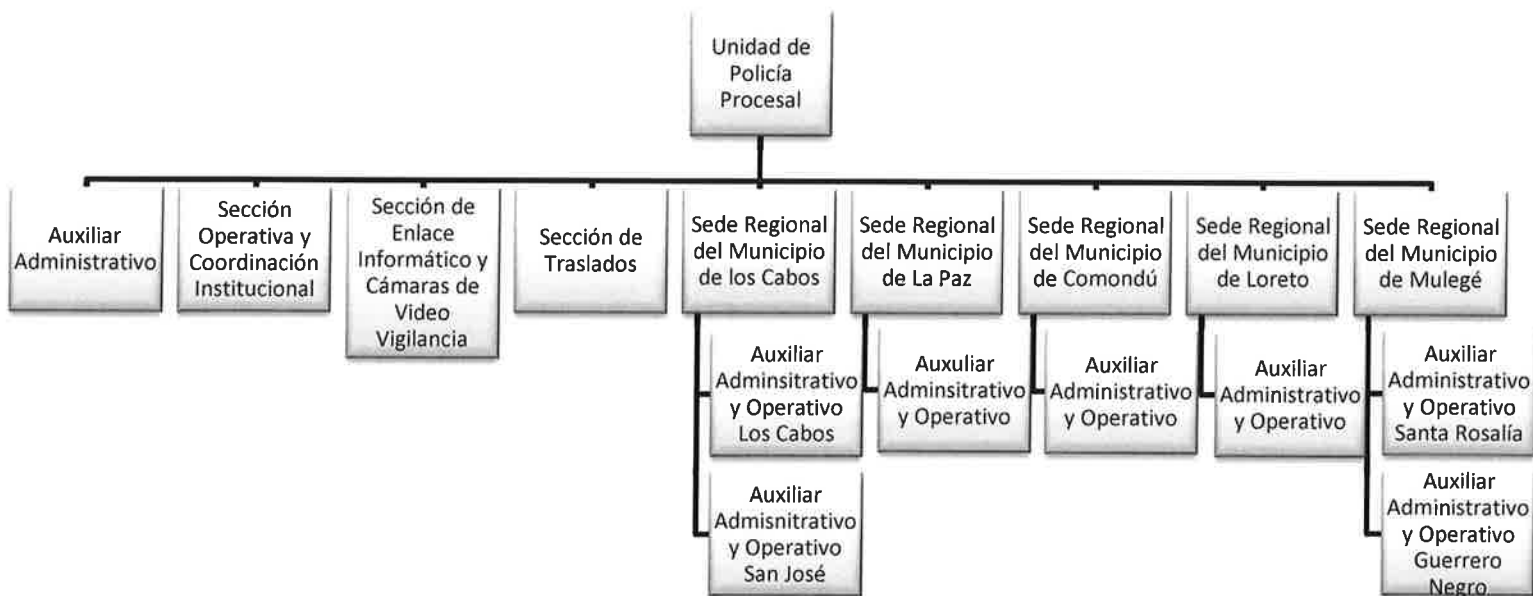 Unidad de
Policía
Procesal
Auxiliar
Administrativo
Sección
Operativa y
Coordinación
Institucional
Sección de
Enlace
Informático y
Cámaras de
Video
Vigilancia
Sección de
Traslados
Sede Regional
del Municipio
de los Cabos
Sede Regional
del Municipio
de La Paz
Sede Regional
del Municipio
de Comondú
Sede Regional
del Municipio
de Loreto
Sede Regional
del Municipio
de Mulegé
Auxiliar
Adminsitrativo
y Operativo
Los Cabos
Auxuliar
Adminsitrativo
y Operativo
Auxiliar
Administrativo
y Operativo
Auxiliar
Administrativo
y Operativo
Auxiliar
Administrativo
y Operativo
Santa Rosalía
Auxiliar
Admisnitrativo
y Operativo
San José
Auxiliar
Administrativo
y Operativo
Guerrero
Negro